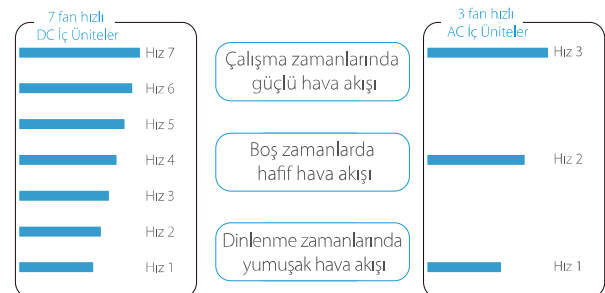 7 fan hızlı
DC İç Üniteler
Hız 7
Hız 6
Hız 5
Hız 4
Hız 3
Hız 2
Hız 1
Çalışma zamanlarında
güçlü hava akışı
Boş zamanlarda
hafif hava akışı
Dinlenme zamanlarında
yumuşak hava akışı
3 fan hızlı
AC İç Üniteler
Hız 3
Hız 2
Hız 1